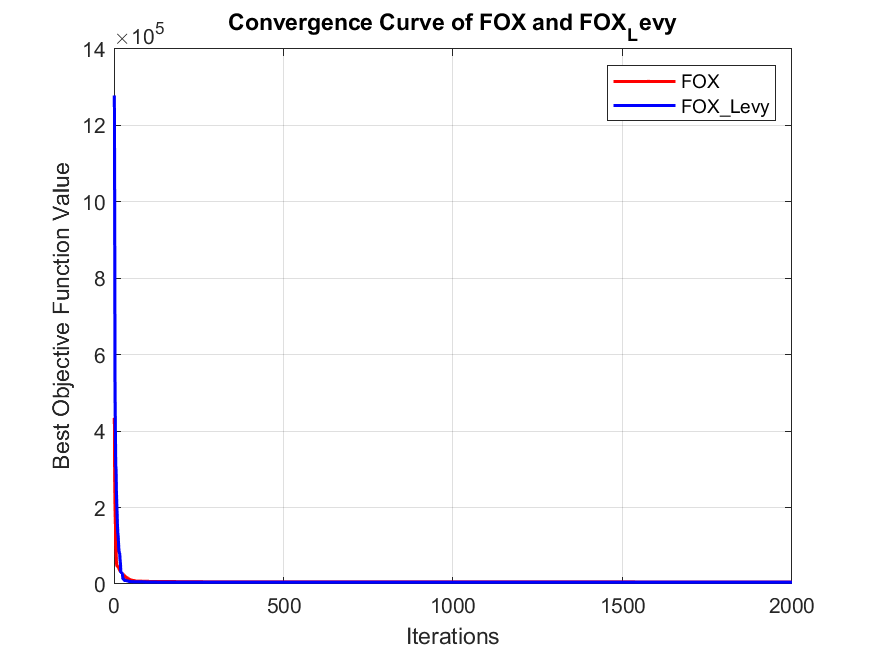 Convergence Curve of FOX and FOX_Levy
×10^5
14
12
10
8
6
4
2
0
0 500 1000 1500 2000
Best Objective Function Value
Iterations
FOX
FOX_Levy